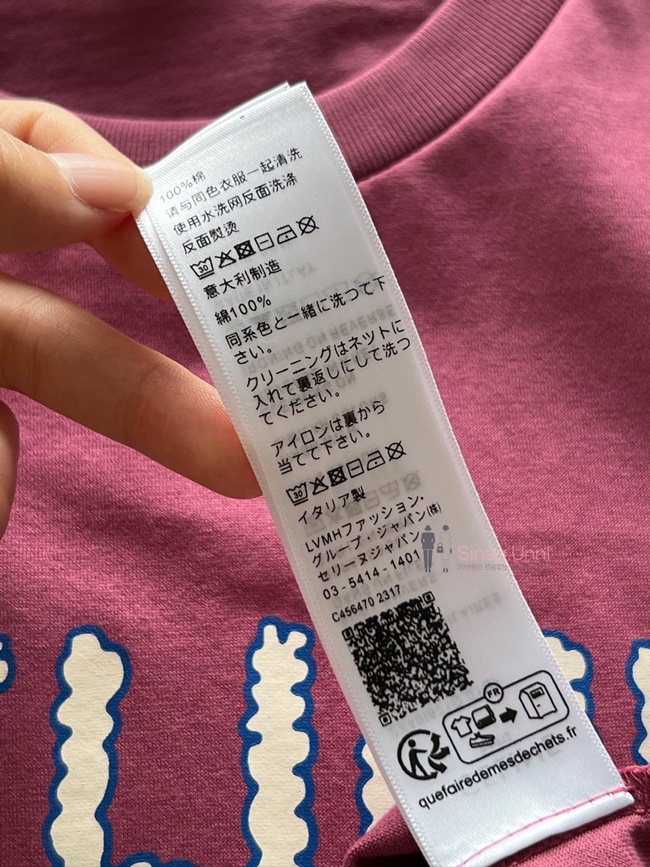 100%棉
请与同色衣服一起清洗
使用水洗网反面洗涤
反面熨烫
30
意大利制造
綿100%
同系色と一緒に洗つて下
さい。
クリーニングはネットに
入れて裏返しにして洗つ
てください。
アイロンは裏から
当てて下さい。
30
イタリア製
LVMHファッション・
グループ・ジャパン(株)
セリーヌジャパン
03-5414-1401
C456470 2317
FR
quefairedemesdechets.fr